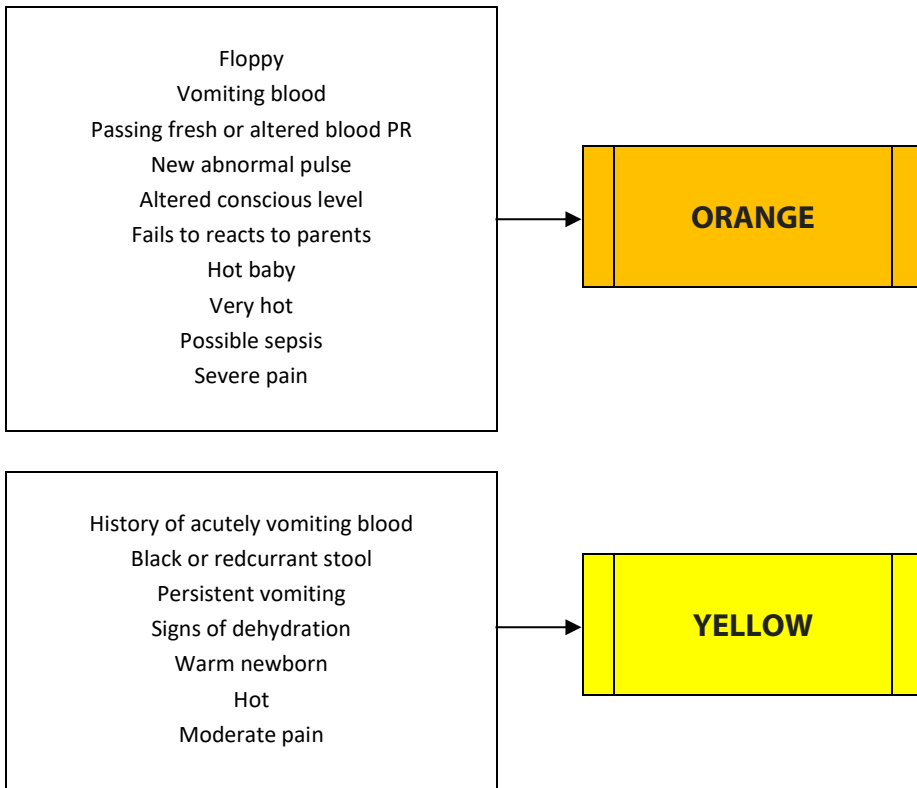 Floppy
Vomiting blood
Passing fresh or altered blood PR
New abnormal pulse
Altered conscious level
Fails to reacts to parents
Hot baby
Very hot
Possible sepsis
Severe pain
ORANGE
History of acutely vomiting blood
Black or redcurrant stool
Persistent vomiting
Signs of dehydration
Warm newborn
Hot
Moderate pain
YELLOW